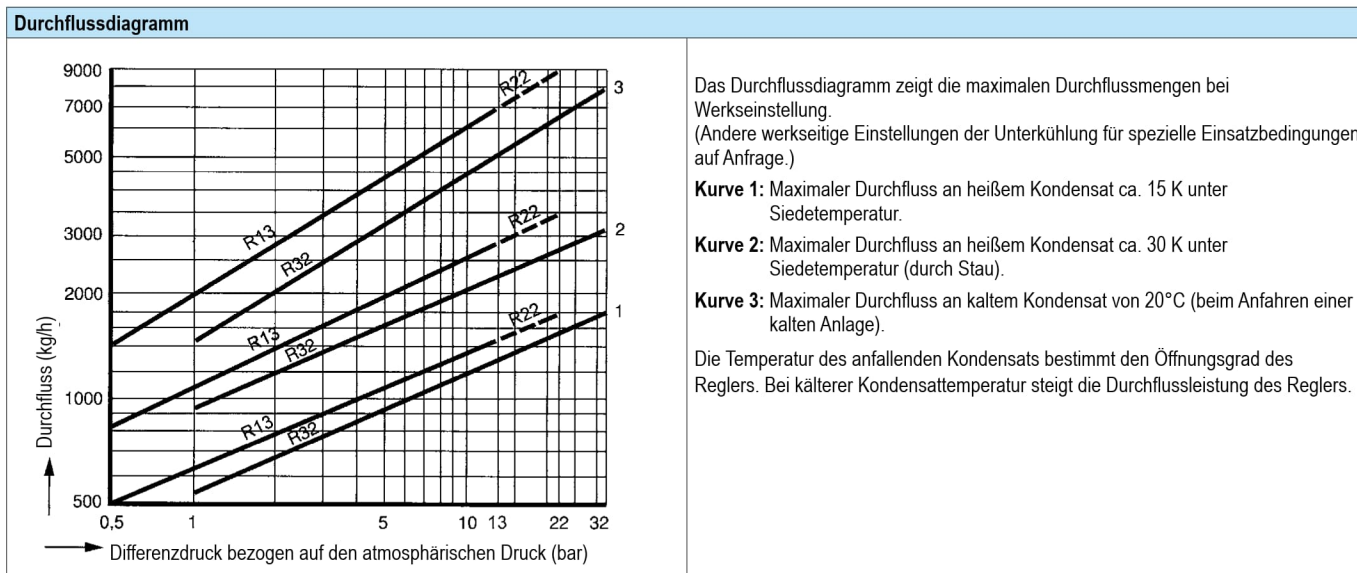 Durchflussdiagramm
9000
7000
5000
3000
2000
1000
500
Durchfluss (kg/h)
R22
3
R13
R32
R22
2
R13
R32
R22
1
R13
R32
0,5 1 5 10 13 22 32
Differenzdruck bezogen auf den atmosphärischen Druck (bar)
Das Durchflussdiagramm zeigt die maximalen Durchflussmengen bei
Werkseinstellung.
(Andere werkseitige Einstellungen der Unterkühlung für spezielle Einsatzbedingungen
auf Anfrage.)
Kurve 1: Maximaler Durchfluss an heißem Kondensat ca. 15 K unter
Siedetemperatur.
Kurve 2: Maximaler Durchfluss an heißem Kondensat ca. 30 K unter
Siedetemperatur (durch Stau).
Kurve 3: Maximaler Durchfluss an kaltem Kondensat von 20°C (beim Anfahren einer
kalten Anlage).
Die Temperatur des anfallenden Kondensats bestimmt den Öffnungsgrad des
Reglers. Bei kälterer Kondensattemperatur steigt die Durchflussleistung des Reglers.